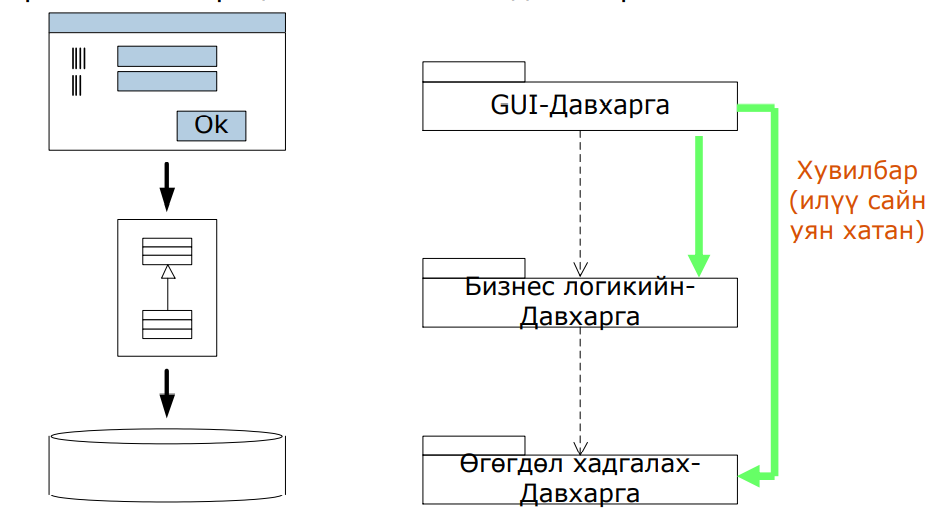 Ok
GUI-Давхарга
Хувилбар
(илүү сайн
уян хатан)
Бизнес логикийн-
Давхарга
Өгөгдөл хадгалах-
Давхарга